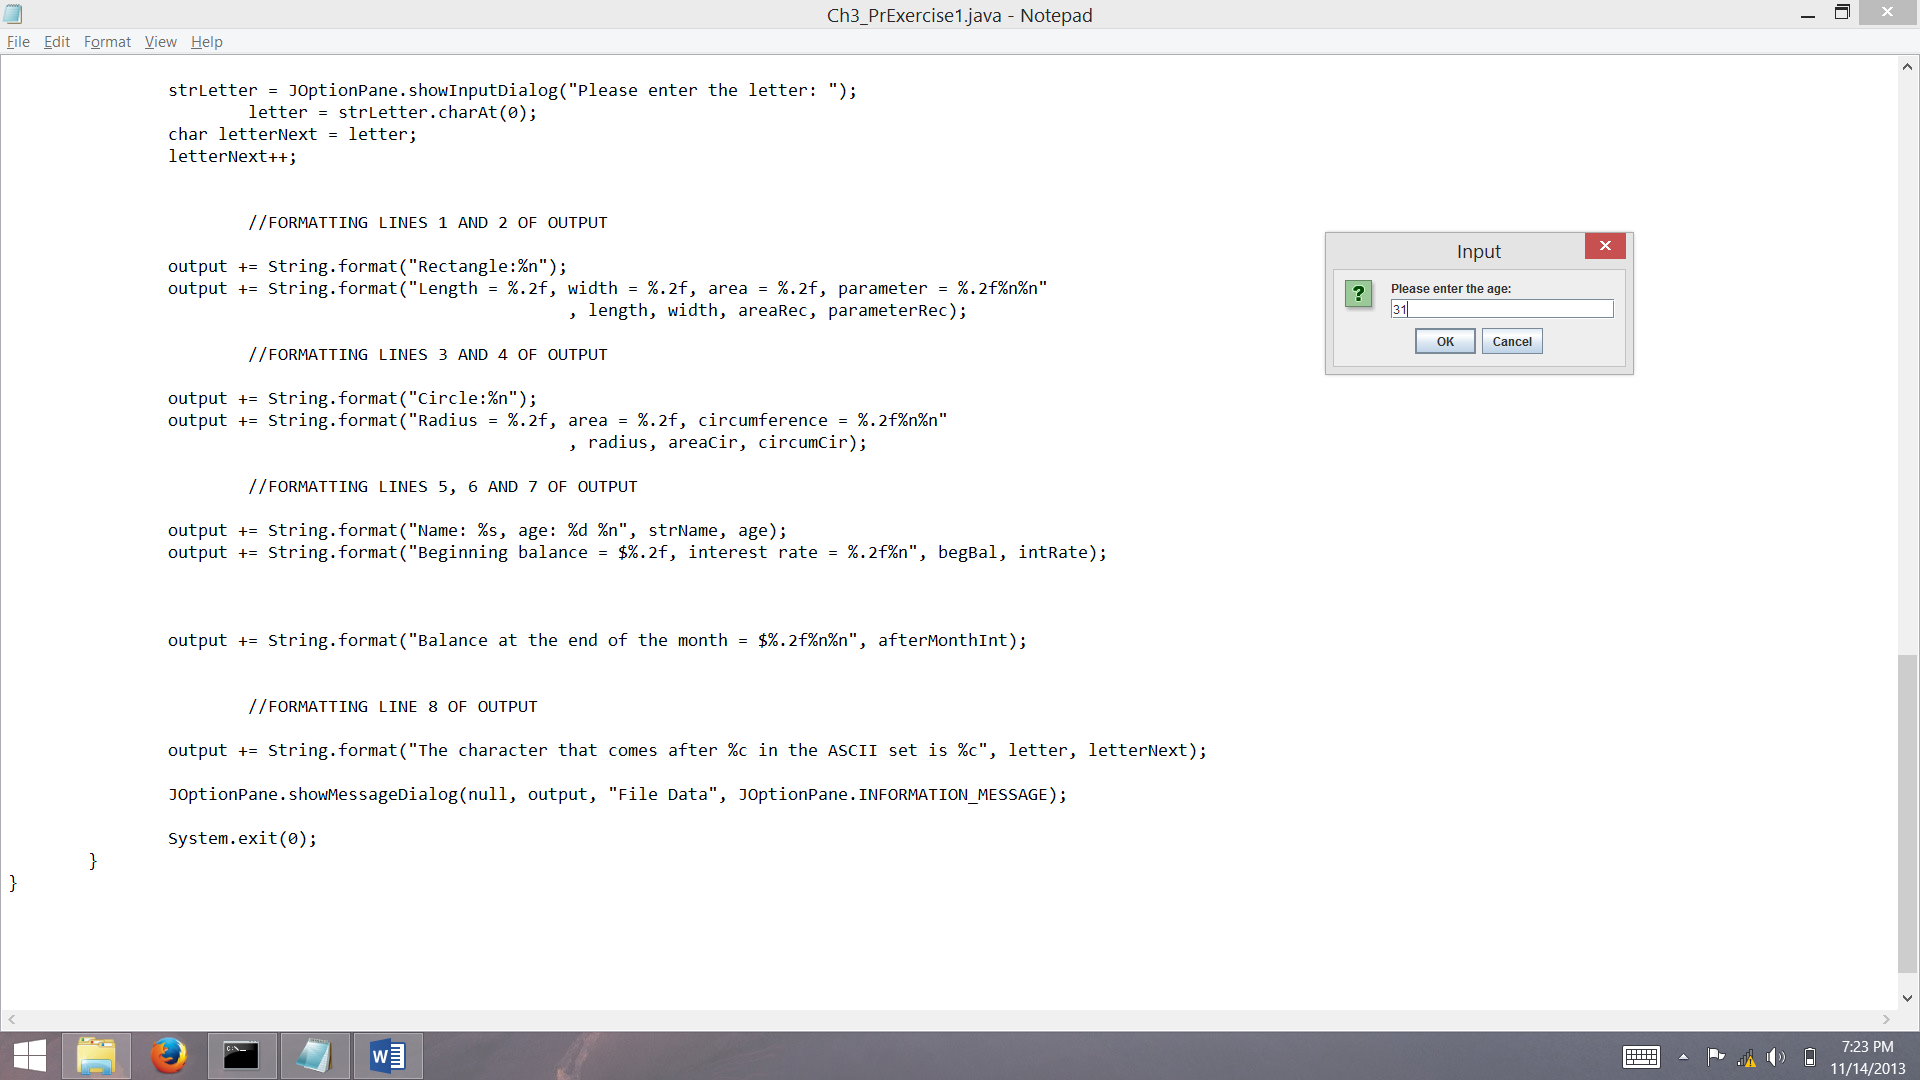 Ch3_PrExercise1.java - Notepad
File Edit Format View Help
strLetter = JOptionPane.showInputDialog("Please enter the letter: ");
letter = strLetter.charAt(0);
char letterNext = letter;
letterNext++;
//FORMATTING LINES 1 AND 2 OF OUTPUT
output += String.format("Rectangle:%n");
output += String.format("Length = %.2f, width = %.2f, area = %.2f, parameter = %.2f%n%n"
, length, width, areaRec, parameterRec);
//FORMATTING LINES 3 AND 4 OF OUTPUT
output += String.format("Circle:%n");
output += String.format("Radius = %.2f, area = %.2f, circumference = %.2f%n%n"
, radius, areaCir, circumCir);
//FORMATTING LINES 5, 6 AND 7 OF OUTPUT
output += String.format("Name: %s, age: %d %n", strName, age);
output += String.format("Beginning balance = $%.2f, interest rate = %.2f%n", begBal, intRate);
output += String.format("Balance at the end of the month = $%.2f%n%n", afterMonthInt);
//FORMATTING LINE 8 OF OUTPUT
output += String.format("The character that comes after %c in the ASCII set is %c", letter, letterNext);
JOptionPane.showMessageDialog(null, output, "File Data", JOptionPane.INFORMATION_MESSAGE);
System.exit(0);
}
}
Input
?
Please enter the age:
31
OK Cancel
C:\.
W
7:23 PM
11/14/2013